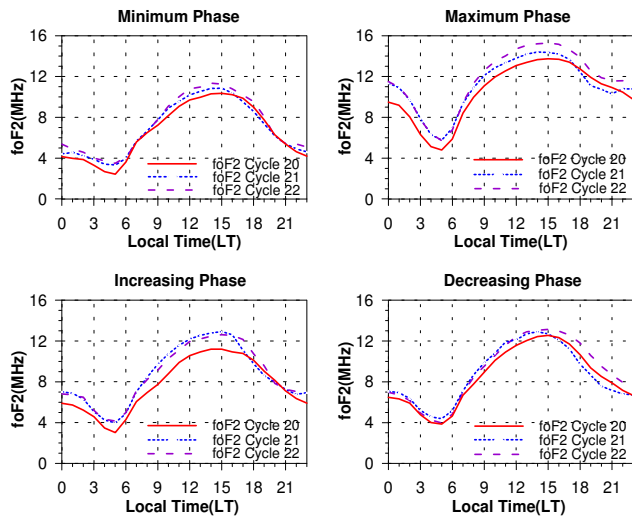 Minimum Phase
16
12
8
4
0
foF2(MHz)
foF2 Cycle 20
foF2 Cycle 21
foF2 Cycle 22
0 3 6 9 12 15 18 21
Local Time(LT)
Maximum Phase
16
12
8
4
0
foF2(MHz)
foF2 Cycle 20
foF2 Cycle 21
foF2 Cycle 22
0 3 6 9 12 15 18 21
Local Time(LT)
Increasing Phase
16
12
8
4
0
foF2(MHz)
foF2 Cycle 20
foF2 Cycle 21
foF2 Cycle 22
0 3 6 9 12 15 18 21
Local Time(LT)
Decreasing Phase
16
12
8
4
0
foF2(MHz)
foF2 Cycle 20
foF2 Cycle 21
foF2 Cycle 22
0 3 6 9 12 15 18 21
Local Time(LT)